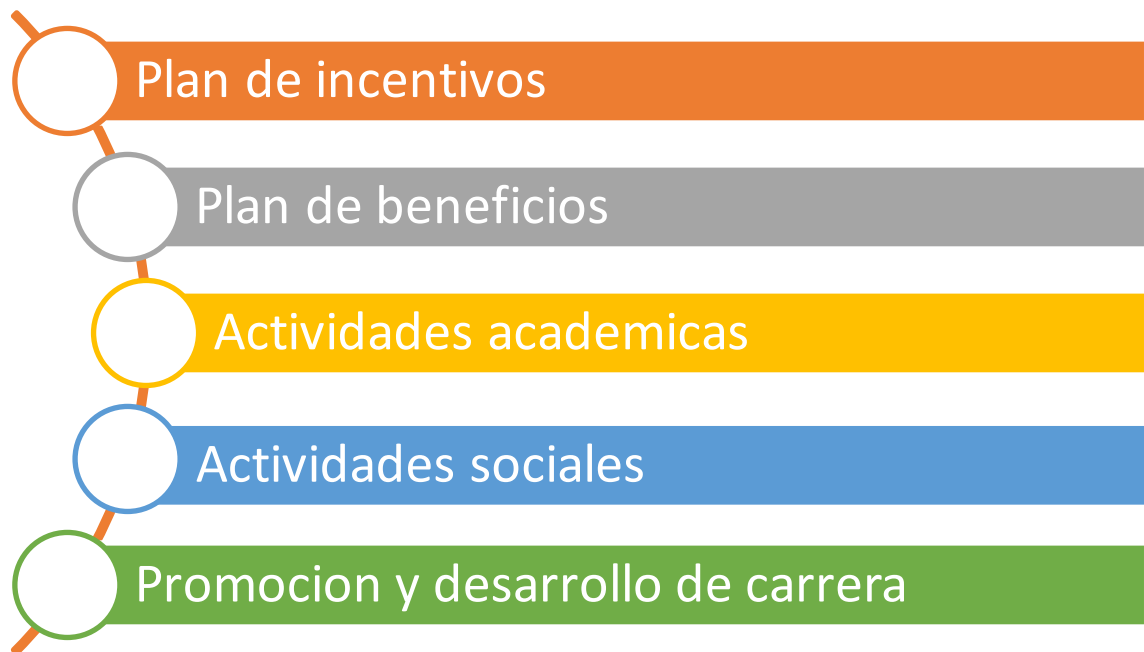 Plan de incentivos
Plan de beneficios
Actividades academicas
Actividades sociales
Promocion y desarrollo de carrera